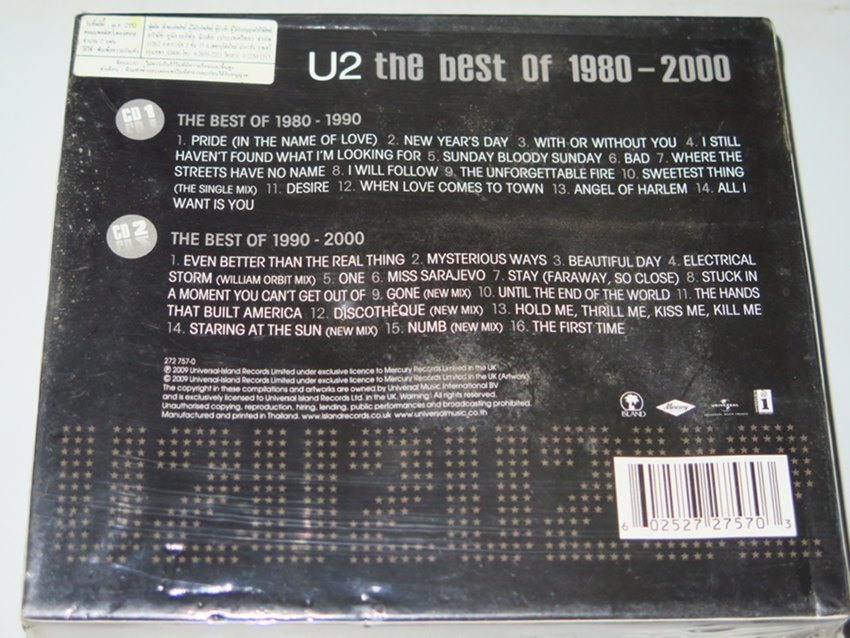 U2 the best of 1980 – 2000
CD 1
THE BEST OF 1980 - 1990
1. PRIDE (IN THE NAME OF LOVE) 2. NEW YEAR'S DAY 3. WITH OR WITHOUT YOU 4. I STILL
HAVEN'T FOUND WHAT I'M LOOKING FOR 5. SUNDAY BLOODY SUNDAY 6. BAD 7. WHERE THE
STREETS HAVE NO NAME 8. I WILL FOLLOW 9. THE UNFORGETTABLE FIRE 10. SWEETEST THING
(THE SINGLE MIX) 11. DESIRE 12. WHEN LOVE COMES TO TOWN 13. ANGEL OF HARLEM 14. ALL I
WANT IS YOU
CD 2
THE BEST OF 1990 - 2000
1. EVEN BETTER THAN THE REAL THING 2. MYSTERIOUS WAYS 3. BEAUTIFUL DAY 4. ELECTRICAL
STORM (WILLIAM ORBIT MIX) 5. ONE 6. MISS SARAJEVO 7. STAY (FARAWAY, SO CLOSE) 8. STUCK IN
A MOMENT YOU CAN'T GET OUT OF 9. GONE (NEW MIX) 10. UNTIL THE END OF THE WORLD 11. THE HANDS
THAT BUILT AMERICA 12. DISCOTHÈQUE (NEW MIX) 13. HOLD ME, THRILL ME, KISS ME, KILL ME
14. STARING AT THE SUN (NEW MIX) 15. NUMB (NEW MIX) 16. THE FIRST TIME
272 757-0
℗ 2009 Universal-Island Records Limited under exclusive licence to Mercury Records Limited in the UK
© 2009 Universal-Island Records Limited under exclusive licence to Mercury Records Limited in the UK (Artwork)
The copyright in these compilations and artworks are owned by Universal Music International BV
and is exclusively licensed to Universal Island Records Ltd. in the UK. Warning: All rights reserved.
Unauthorised copying, reproduction, hiring, lending, public performances and broadcasting prohibited.
Manufactured and printed in Thailand. www.islandrecords.co.uk www.universalmusic.co.th
ISLAND Mercury UNIVERSAL 1
6 02527 27570 3